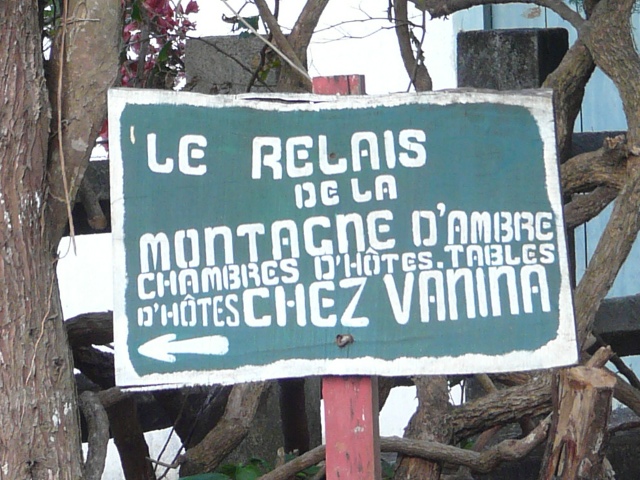 LE RELAIS
DE LA
MONTAGNE D'AMBRE
CHAMBRES D'HÔTES.TABLES
D'HÔTES CHEZ VANINA